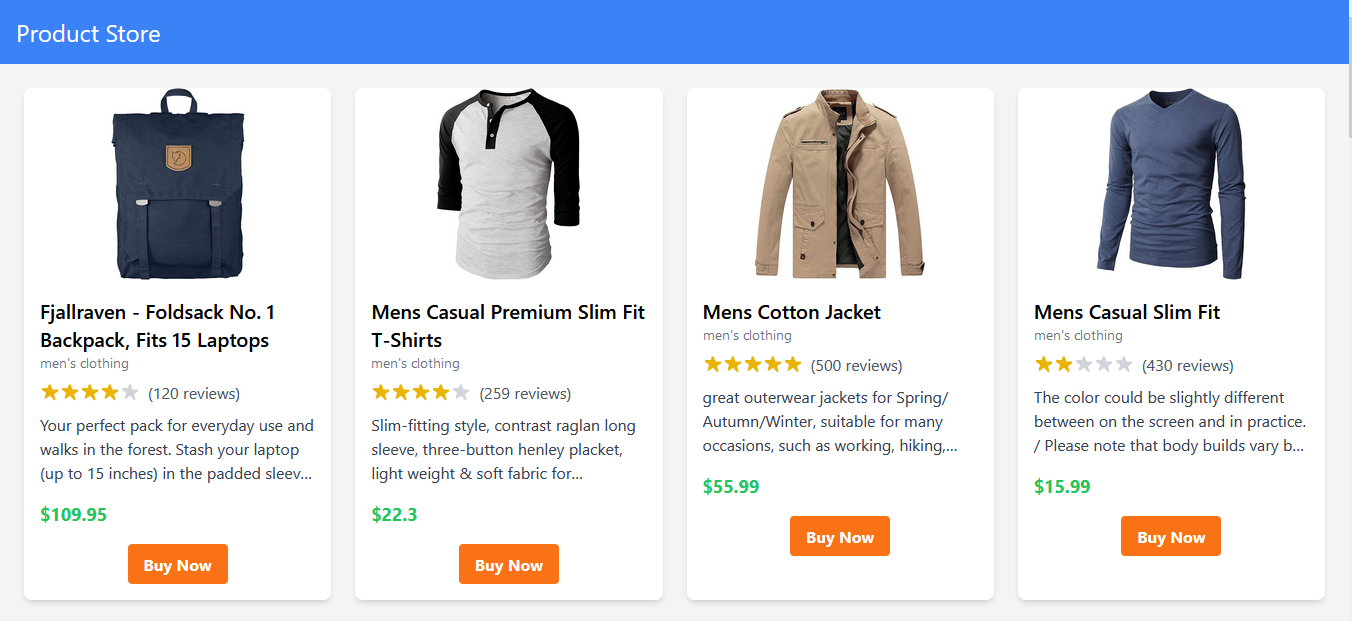 Product Store
Fjallraven - Foldsack No. 1
Backpack, Fits 15 Laptops
men's clothing
(120 reviews)
Your perfect pack for everyday use and
walks in the forest. Stash your laptop
(up to 15 inches) in the padded sleev...
$109.95
Buy Now
Mens Casual Premium Slim Fit
T-Shirts
men's clothing
(259 reviews)
Slim-fitting style, contrast raglan long
sleeve, three-button henley placket,
light weight & soft fabric for...
$22.3
Buy Now
Mens Cotton Jacket
men's clothing
(500 reviews)
great outerwear jackets for Spring/
Autumn/Winter, suitable for many
occasions, such as working, hiking,...
$55.99
Buy Now
Mens Casual Slim Fit
men's clothing
(430 reviews)
The color could be slightly different
between on the screen and in practice.
/ Please note that body builds vary b...
$15.99
Buy Now